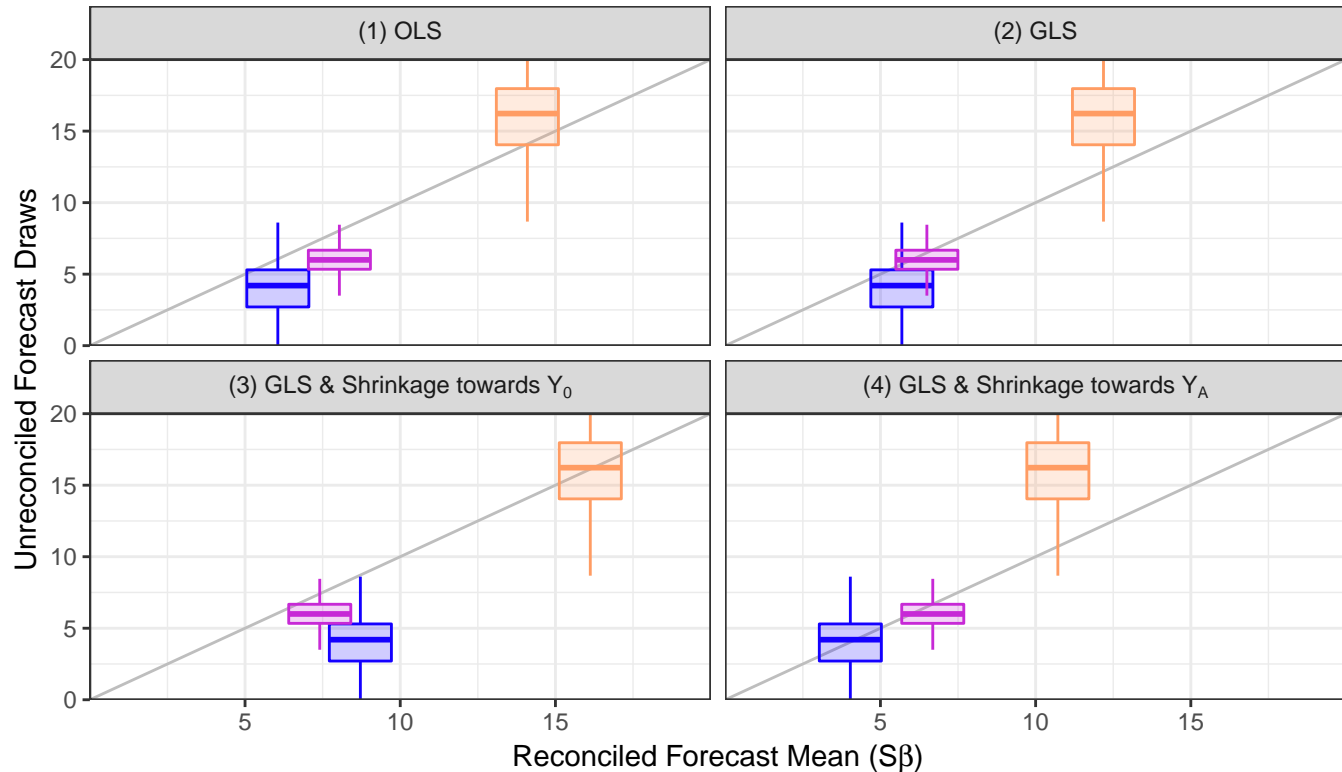 (1) OLS
(2) GLS
20
15
10
5
0
(3) GLS & Shrinkage towards Y₀
(4) GLS & Shrinkage towards Y_A
20
15
10
5
0
5 10 15
5 10 15
Unreconciled Forecast Draws
Reconciled Forecast Mean (Sβ)